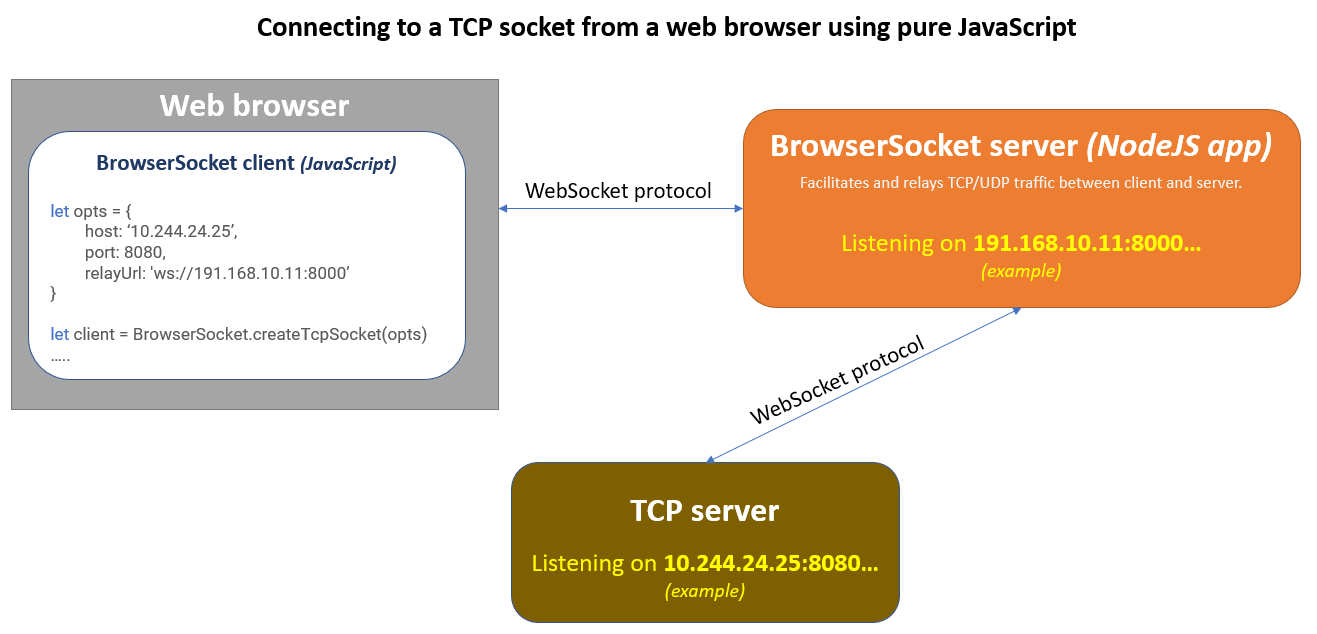 Connecting to a TCP socket from a web browser using pure JavaScript
Web browser
BrowserSocket client (JavaScript)
let opts = {
host: ‘10.244.24.25’,
port: 8080,
relayUrl: 'ws://191.168.10.11:8000’
}
let client = BrowserSocket.createTcpSocket(opts)
…..
WebSocket protocol
BrowserSocket server (NodeJS app)
Facilitates and relays TCP/UDP traffic between client and server.
Listening on 191.168.10.11:8000…
(example)
WebSocket protocol
TCP server
Listening on 10.244.24.25:8080…
(example)